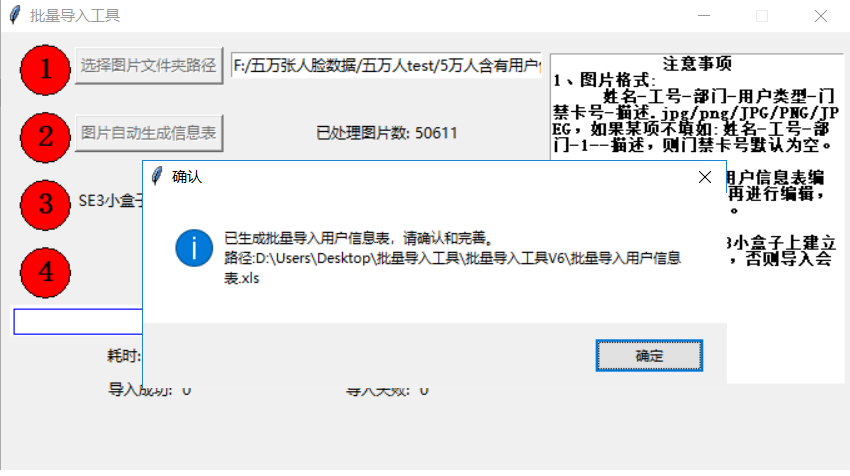 批量导入工具
1
选择图片文件夹路径
F:/五万张人脸数据/五万人test/5万人含有用户
2
图片自动生成信息表
已处理图片数: 50611
3
SE3小盒子
4
耗时:
导入成功: 0
导入失败: 0
注意事项
1、图片格式:
姓名-工号-部门-用户类型-门
禁卡号-描述.jpg/png/JPG/PNG/JP
EG，如果某项不填如:姓名-工号-部
门-1--描述，则门禁卡号默认为空。
用户信息表编
再进行编辑，
。
3小盒子上建立
，否则导入会
确认
已生成批量导入用户信息表，请确认和完善。
路径:D:\Users\Desktop\批量导入工具\批量导入工具V6\批量导入用户信息
表.xls
确定